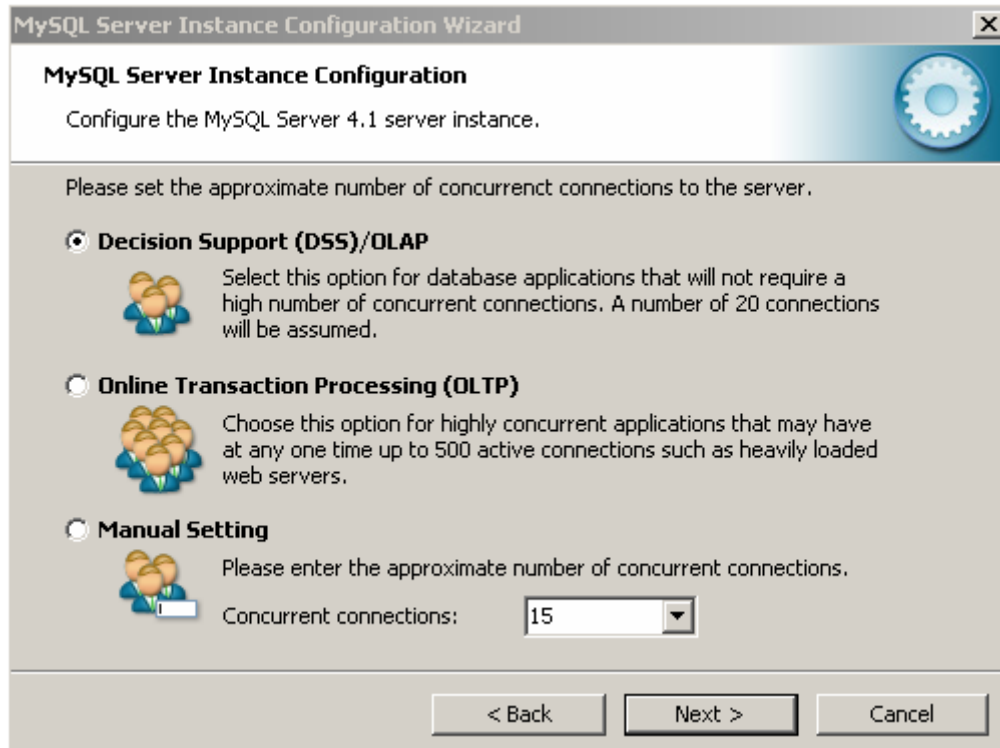 MySQL Server Instance Configuration Wizard
MySQL Server Instance Configuration
Configure the MySQL Server 4.1 server instance.
Please set the approximate number of concurrenct connections to the server.
Decision Support (DSS)/OLAP
Select this option for database applications that will not require a
high number of concurrent connections. A number of 20 connections
will be assumed.
Online Transaction Processing (OLTP)
Choose this option for highly concurrent applications that may have
at any one time up to 500 active connections such as heavily loaded
web servers.
Manual Setting
Please enter the approximate number of concurrent connections.
Concurrent connections: 15
< Back Next > Cancel